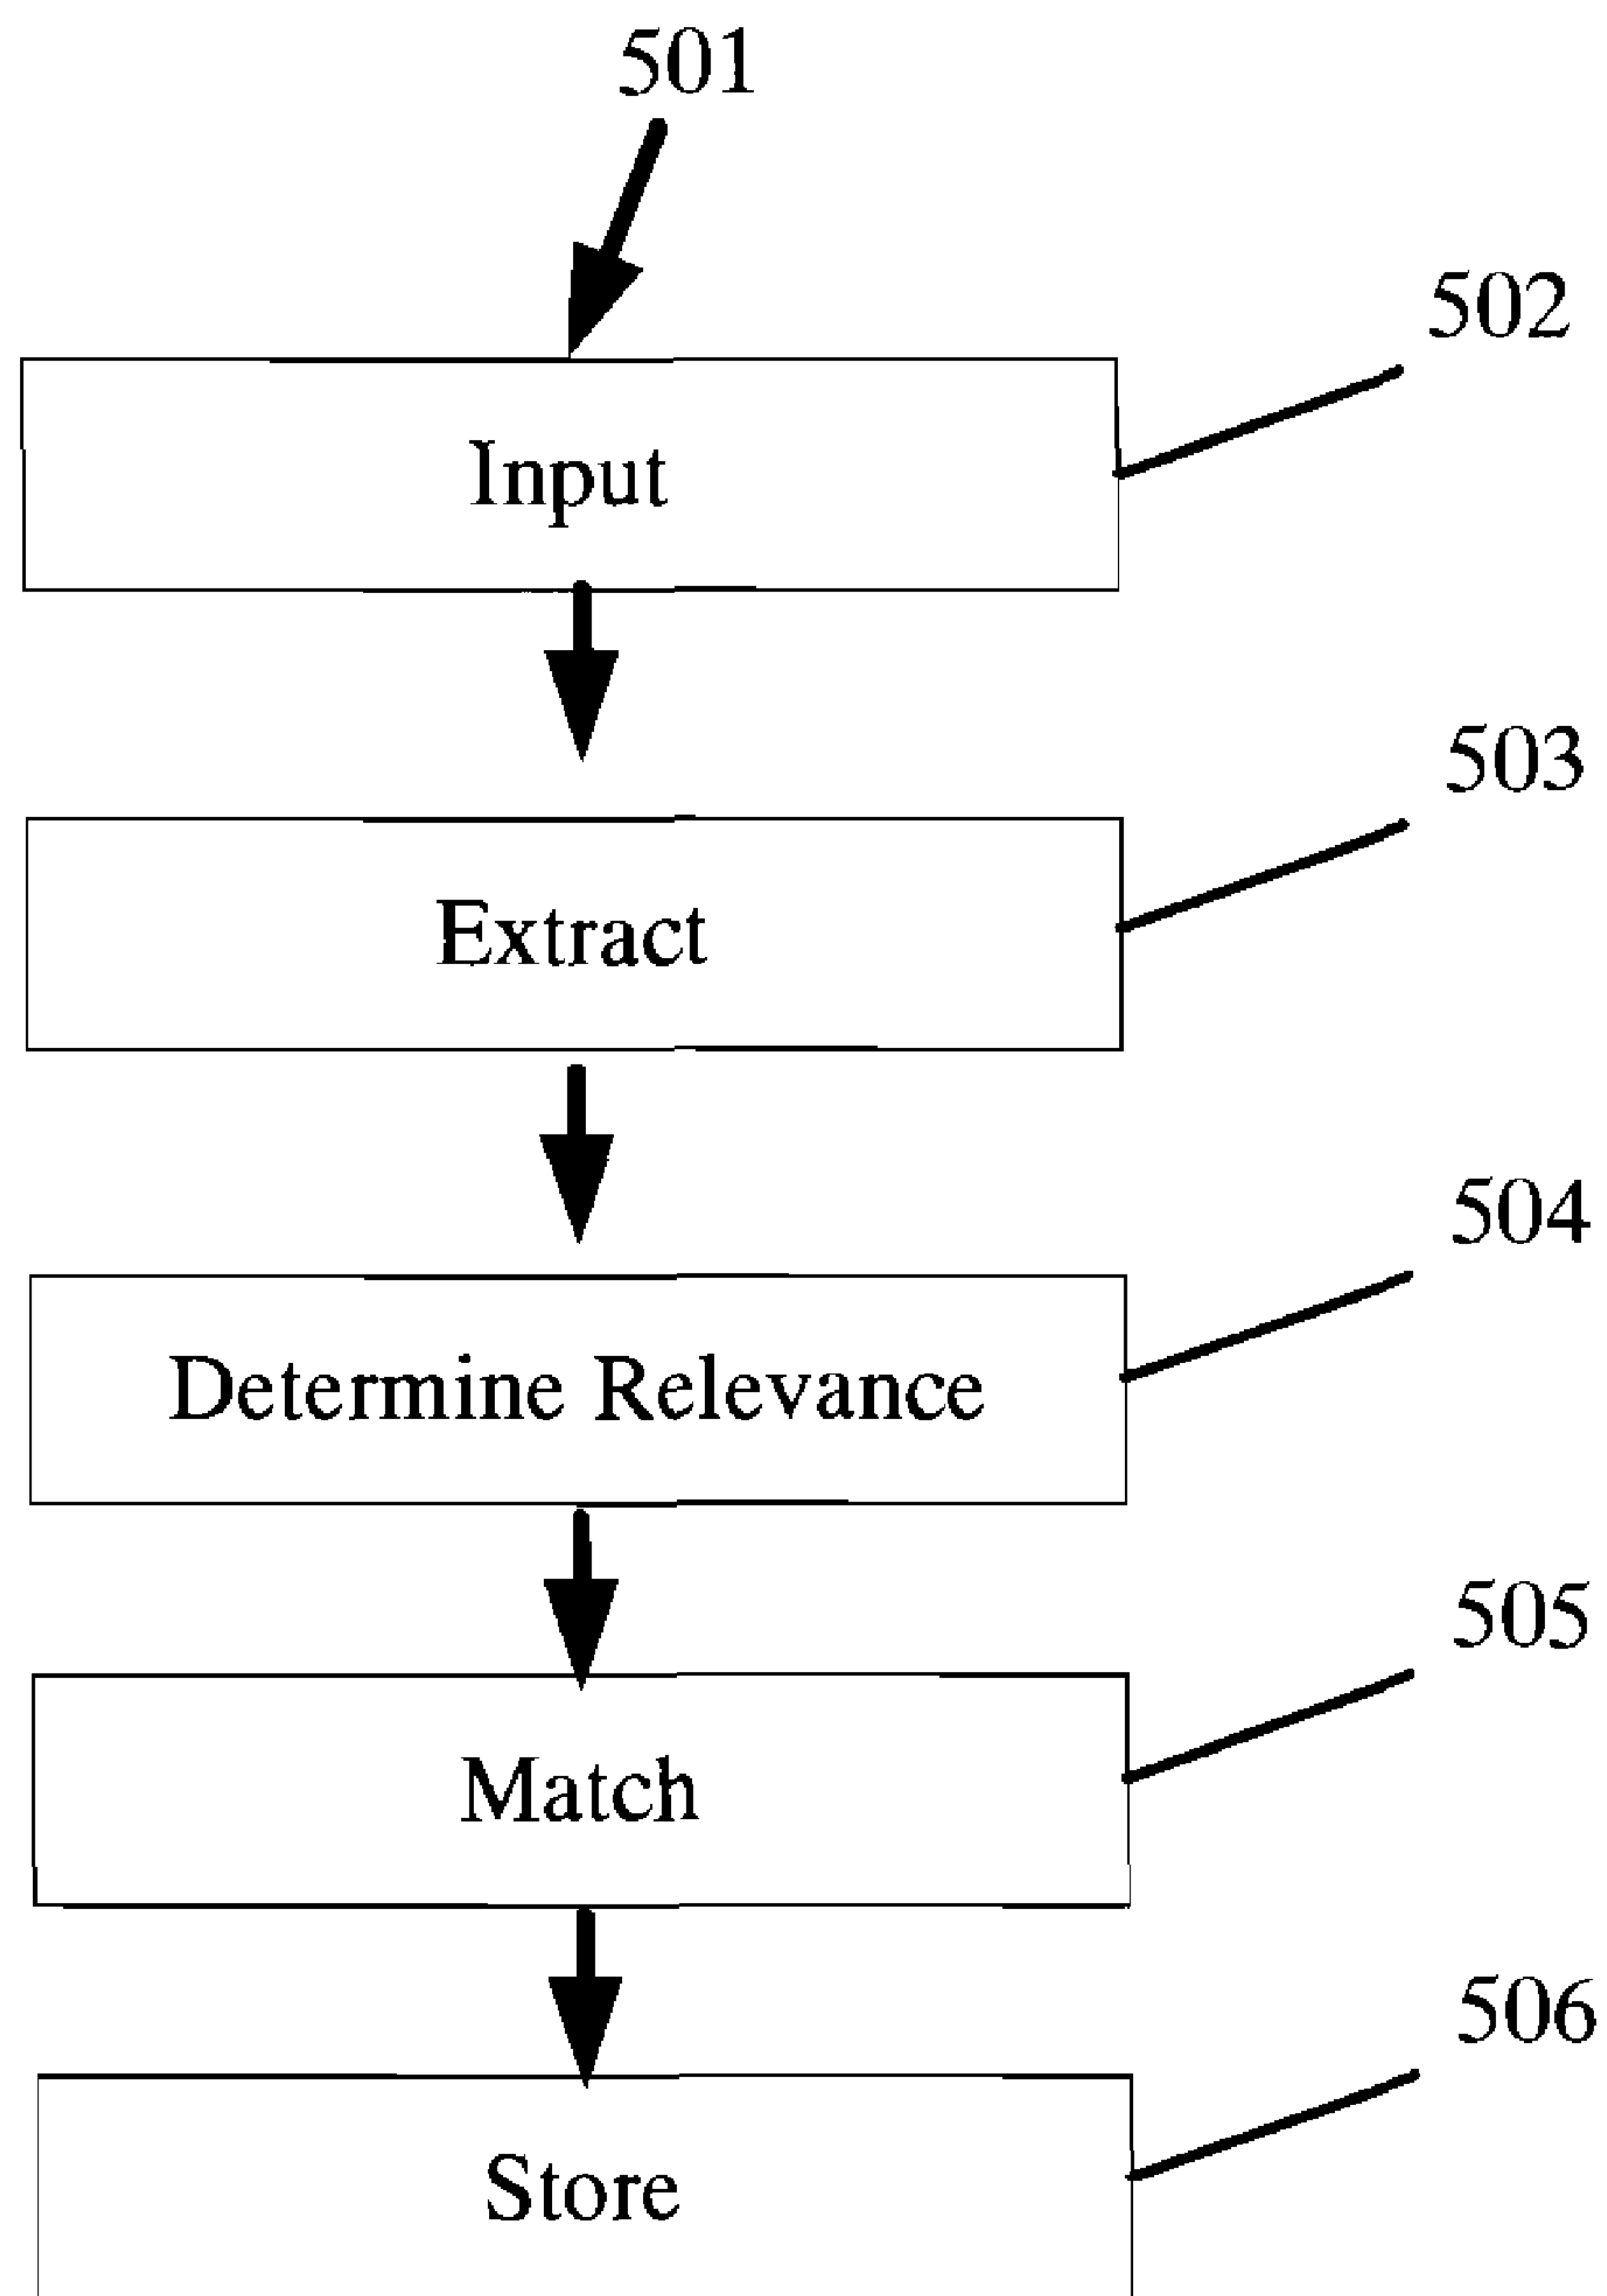 501
502
Input
503
Extract
504
Determine Relevance
505
Match
506
Store